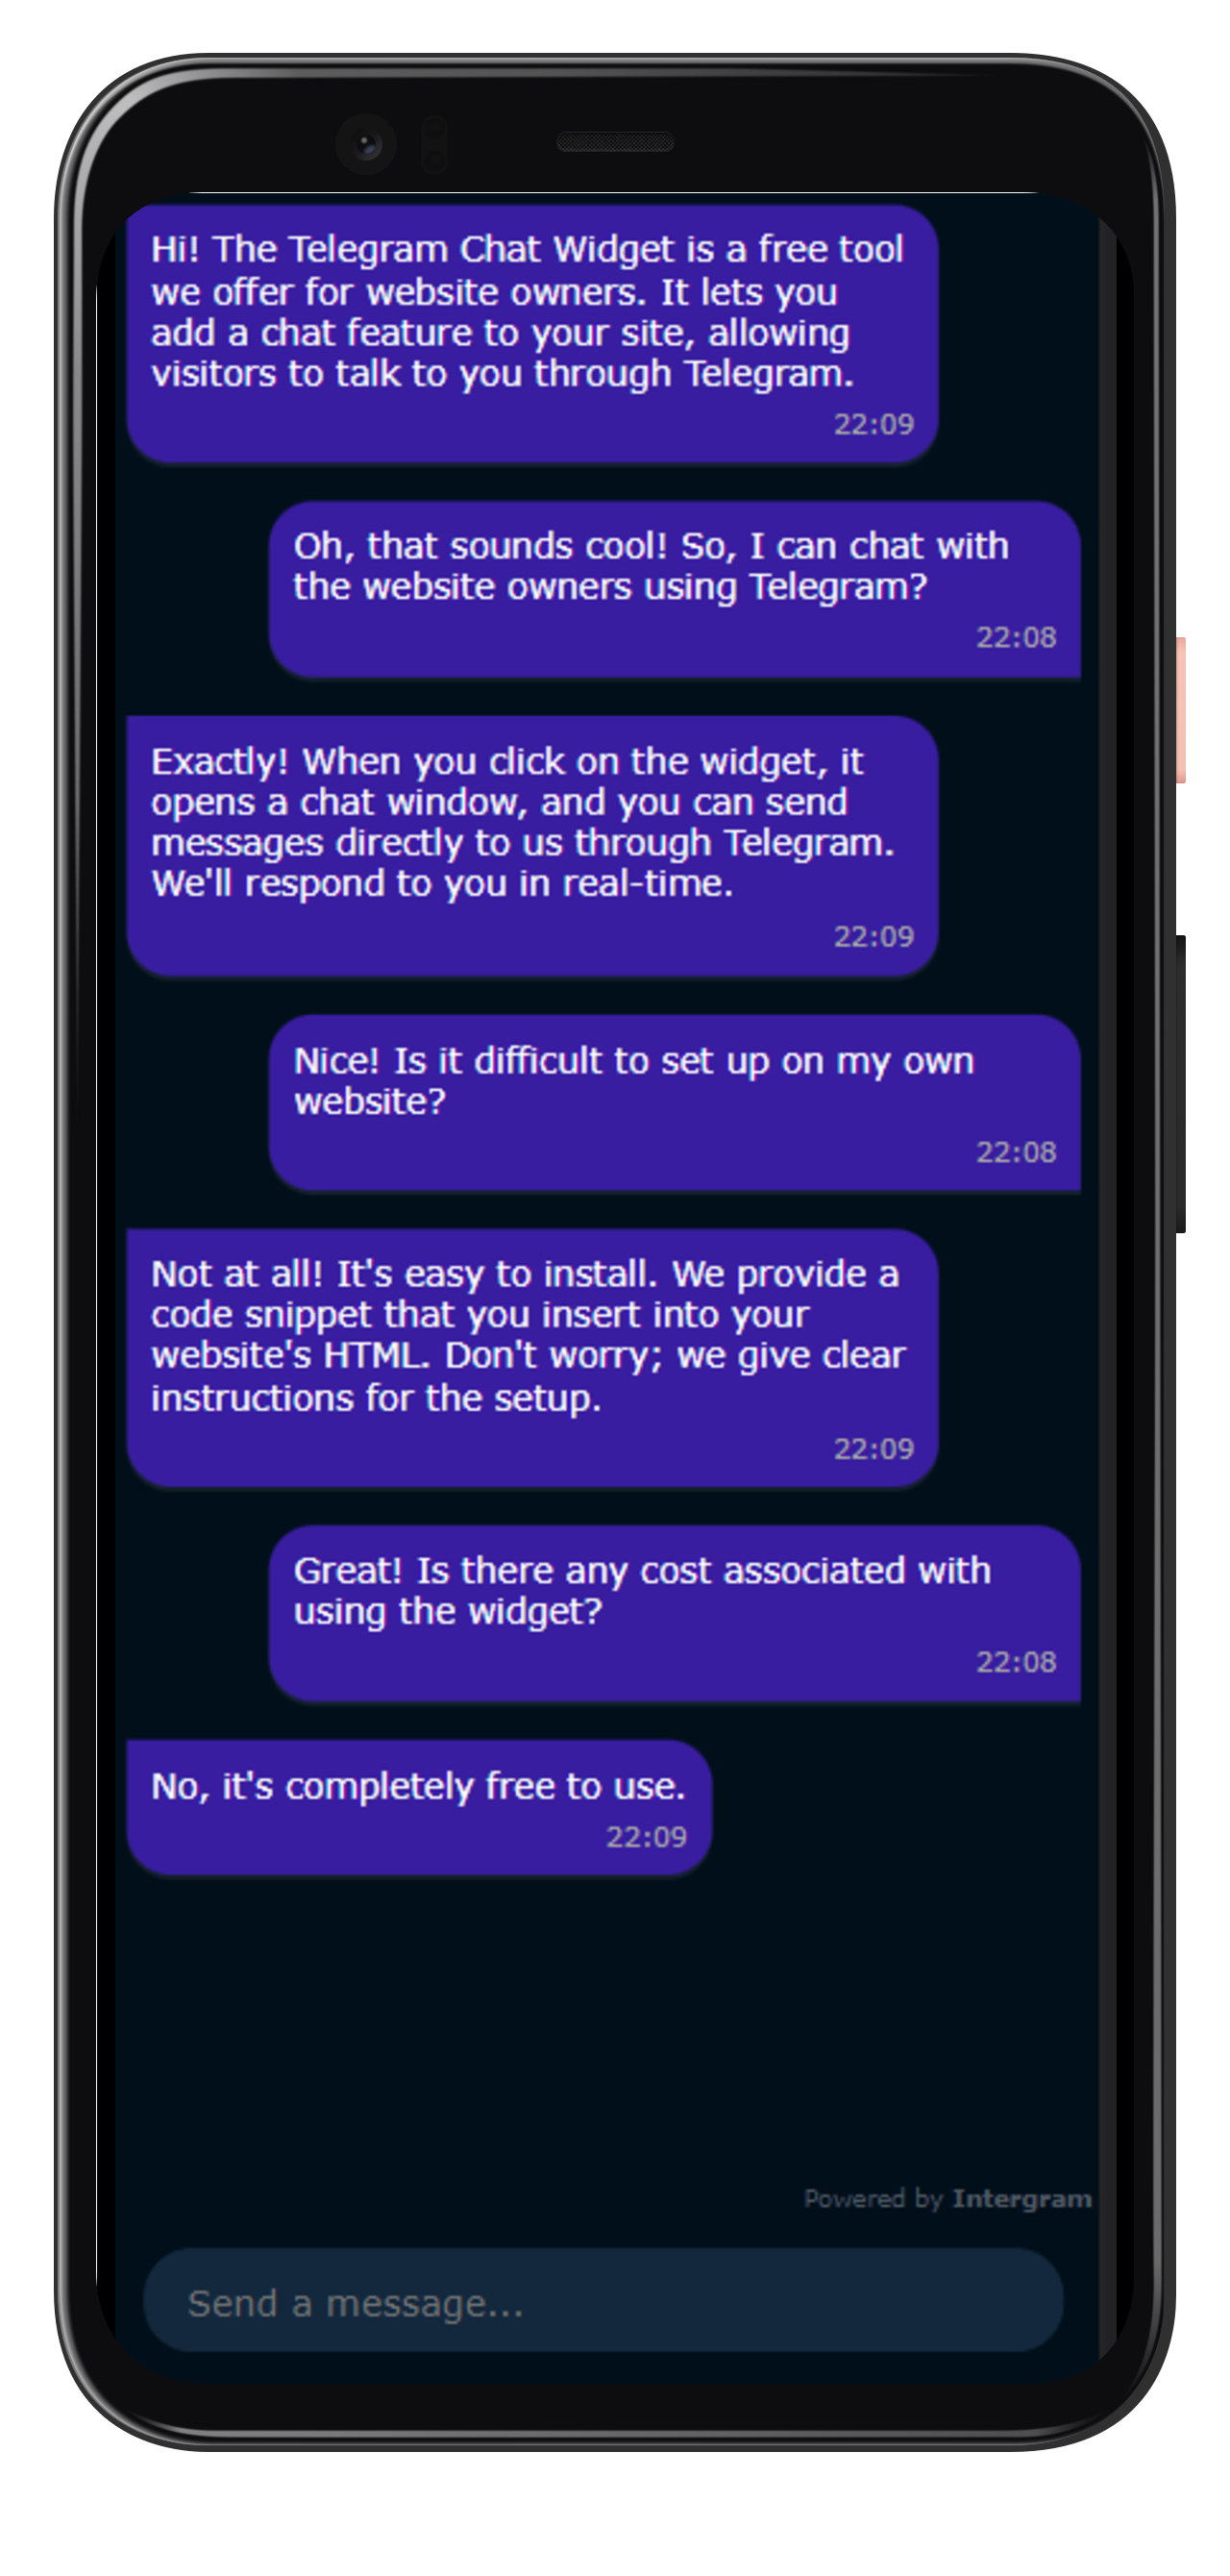 Hi! The Telegram Chat Widget is a free tool
we offer for website owners. It lets you
add a chat feature to your site, allowing
visitors to talk to you through Telegram.
22:09
Oh, that sounds cool! So, I can chat with
the website owners using Telegram?
22:08
Exactly! When you click on the widget, it
opens a chat window, and you can send
messages directly to us through Telegram.
We'll respond to you in real-time.
22:09
Nice! Is it difficult to set up on my own
website?
22:08
Not at all! It's easy to install. We provide a
code snippet that you insert into your
website's HTML. Don't worry; we give clear
instructions for the setup.
22:09
Great! Is there any cost associated with
using the widget?
22:08
No, it's completely free to use.
22:09
Powered by Intergram
Send a message...